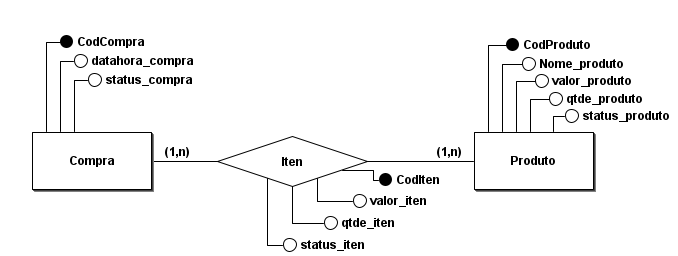 CodCompra
datahora_compra
status_compra
CodProduto
Nome_produto
valor_produto
qtde_produto
status_produto
Compra
(1,n)
Iten
(1,n)
Produto
CodIten
valor_iten
qtde_iten
status_iten